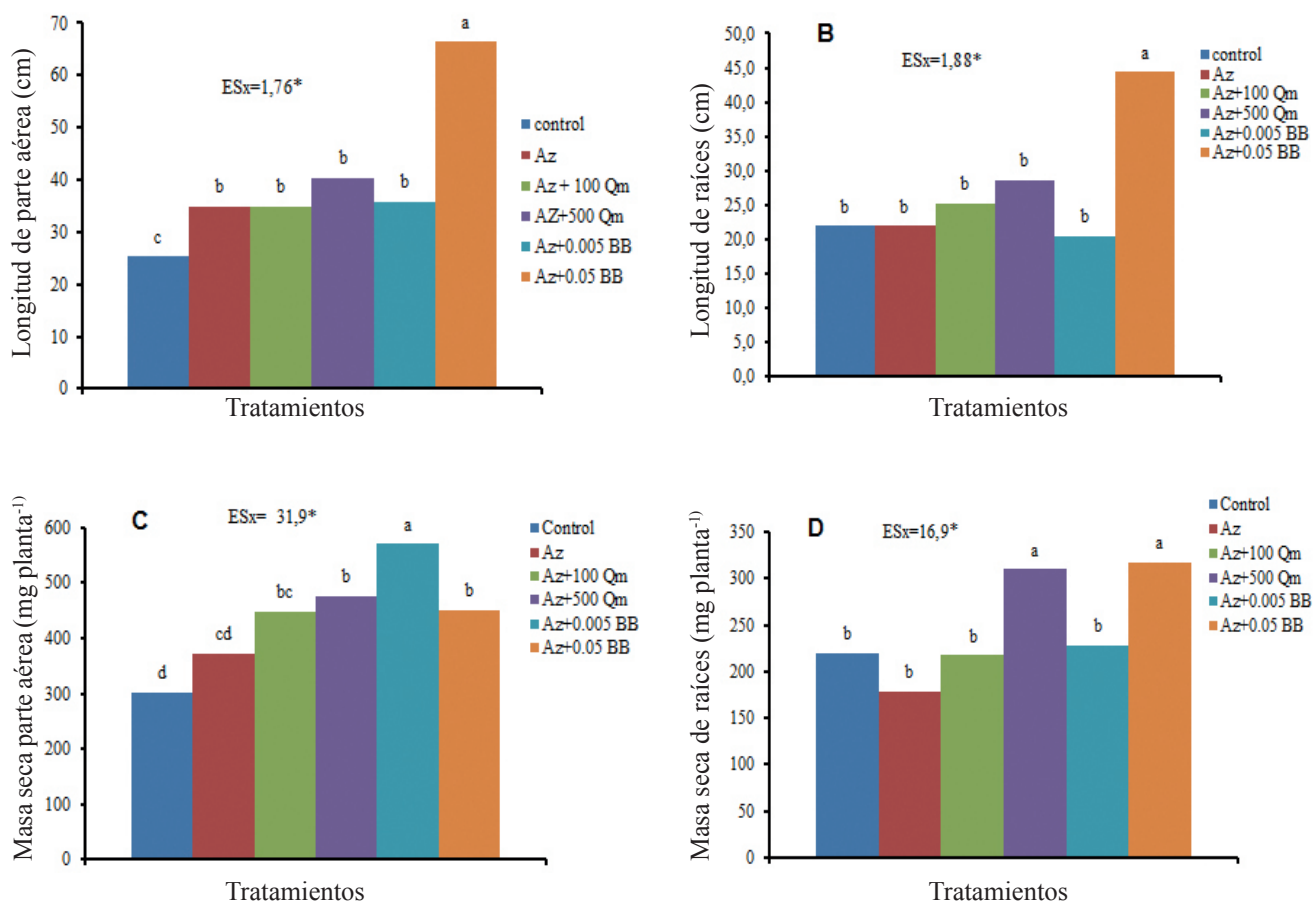 Longitud de parte aérea (cm)
70
60
50
40
30
20
10
0
ESx=1,76*
c
b
b
b
b
a
control
Az
Az + 100 Qm
AZ+500 Qm
Az+0.005 BB
Az+0.05 BB
Tratamientos
B
Longitud de raíces (cm)
50,0
45,0
40,0
35,0
30,0
25,0
20,0
15,0
10,0
5,0
0,0
ESx=1,88*
b
b
b
b
b
a
control
Az
Az+100 Qm
Az+500 Qm
Az+0.005 BB
Az+0.05 BB
Tratamientos
C
Masa seca parte aérea (mg planta-1)
600
500
400
300
200
100
0
ESx= 31,9*
d
cd
bc
b
a
b
Control
Az
Az+100 Qm
Az+500 Qm
Az+0.005 BB
Az+0.05 BB
Tratamientos
D
Masa seca de raíces (mg planta-1)
350
300
250
200
150
100
50
0
ESx=16,9*
b
b
b
a
b
a
Control
Az
Az+100 Qm
Az+500 Qm
Az+0.005 BB
Az+0.05 BB
Tratamientos